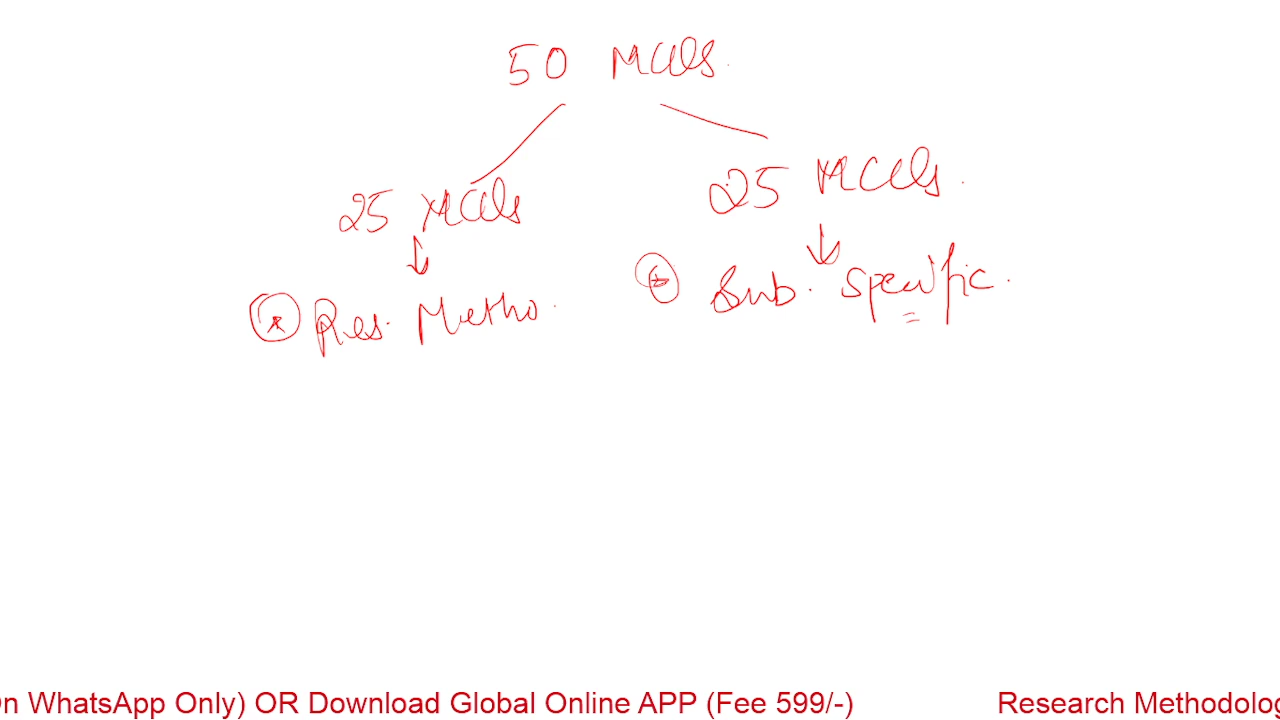 50 MCQs.
25 MCQs
25 MCQs.
Res. Metho.
Sub. Specific.
On WhatsApp Only) OR Download Global Online APP (Fee 599/-) Research Methodolog